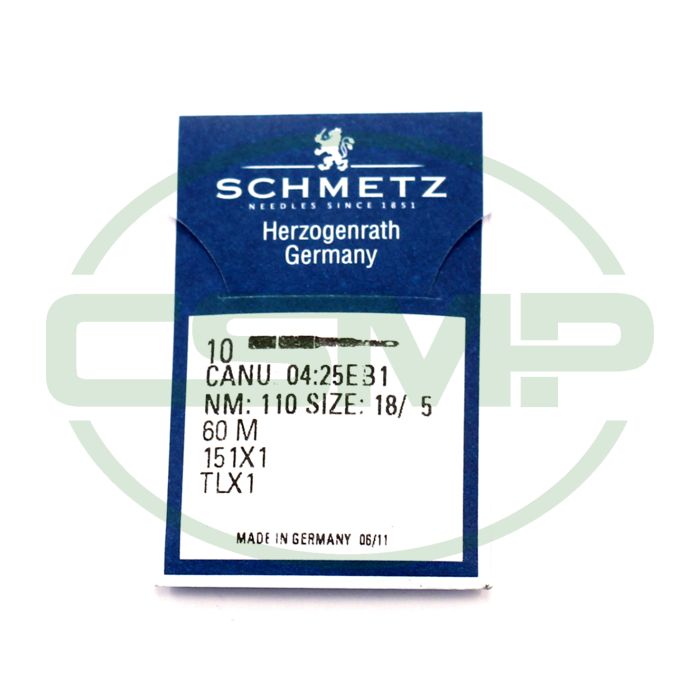 SCHMETZ
NEEDLES SINCE 1851
Herzogenrath
Germany
CSMP
10
CANU 04:25EB1
NM: 110 SIZE: 18/ 5
60 M
151X1
TLX1
MADE IN GERMANY 06/11